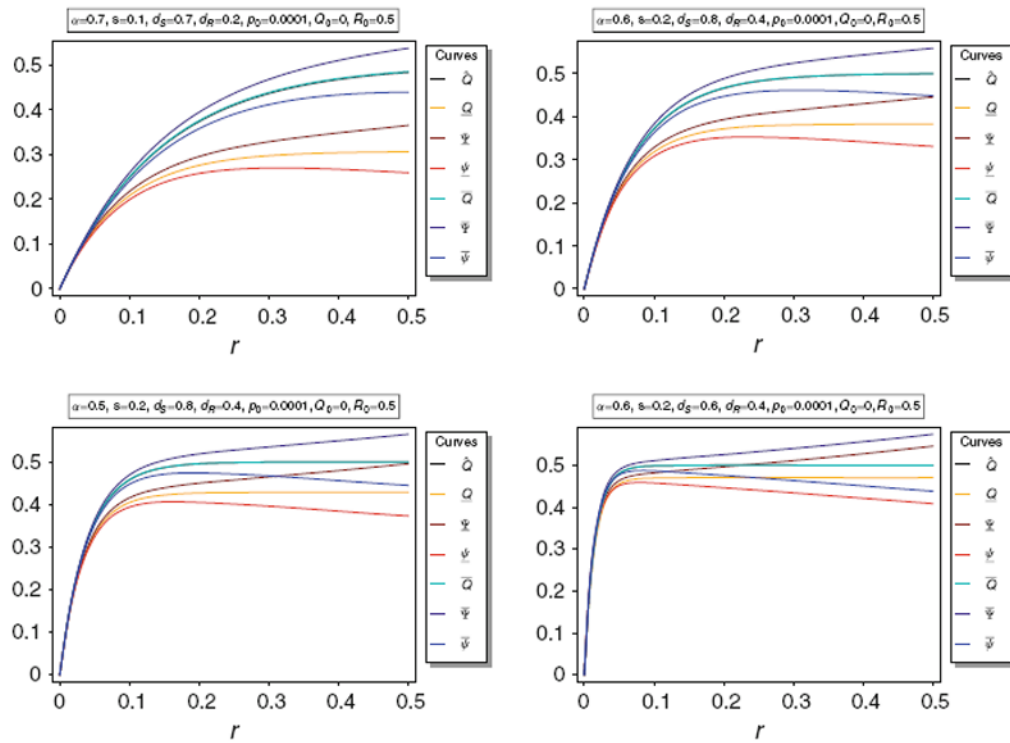 α=0.7, s=0.1, d_S=0.7, d_R=0.2, p_0=0.0001, Q_0=0, R_0=0.5
0.5
0.4
0.3
0.2
0.1
0
0 0.1 0.2 0.3 0.4 0.5
r
Curves
Q̂
Q̲
Ψ̲
ψ̲
Q̅
Ψ̅
ψ̅
α=0.6, s=0.2, d_S=0.8, d_R=0.4, p_0=0.0001, Q_0=0, R_0=0.5
0.5
0.4
0.3
0.2
0.1
0
0 0.1 0.2 0.3 0.4 0.5
r
Curves
Q̂
Q̲
Ψ̲
ψ̲
Q̅
Ψ̅
ψ̅
α=0.5, s=0.2, d_S=0.8, d_R=0.4, p_0=0.0001, Q_0=0, R_0=0.5
0.5
0.4
0.3
0.2
0.1
0
0 0.1 0.2 0.3 0.4 0.5
r
Curves
Q̂
Q̲
Ψ̲
ψ̲
Q̅
Ψ̅
ψ̅
α=0.6, s=0.2, d_S=0.6, d_R=0.4, p_0=0.0001, Q_0=0, R_0=0.5
0.5
0.4
0.3
0.2
0.1
0
0 0.1 0.2 0.3 0.4 0.5
r
Curves
Q̂
Q̲
Ψ̲
ψ̲
Q̅
Ψ̅
ψ̅